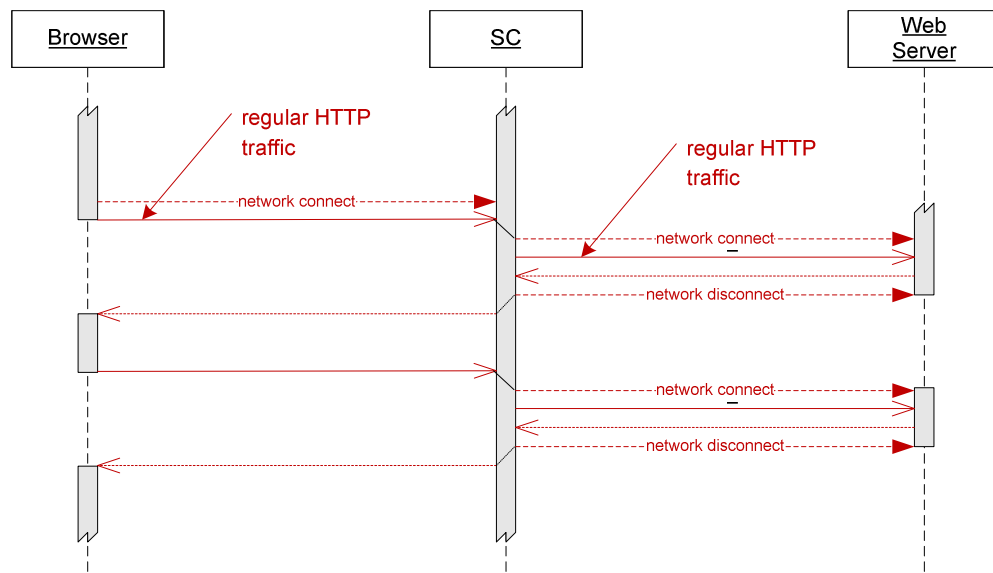 Browser
SC
Web
Server
regular HTTP
traffic
regular HTTP
traffic
network connect
network connect
network disconnect
network connect
network disconnect